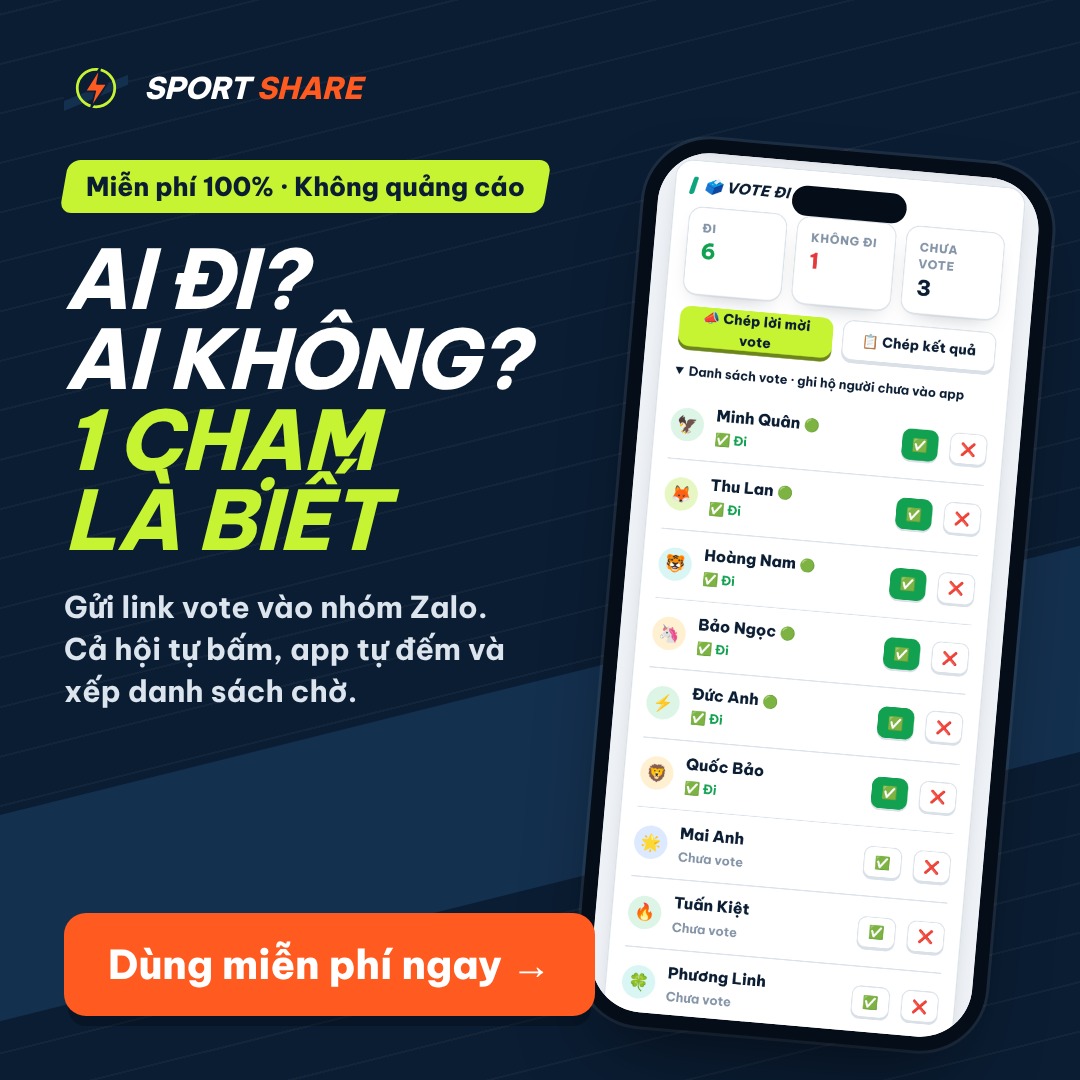 SPORT SHARE
Miễn phí 100% · Không quảng cáo
AI ĐI?
AI KHÔNG?
1 CHẠM
LÀ BIẾT
Gửi link vote vào nhóm Zalo.
Cả hội tự bấm, app tự đếm và
xếp danh sách chờ.
Dùng miễn phí ngay →
VOTE ĐI
ĐI
6
KHÔNG ĐI
1
CHƯA
VOTE
3
Chép lời mời
vote
Chép kết quả
▼ Danh sách vote · ghi hộ người chưa vào app
Minh Quân
Đi
Thu Lan
Đi
Hoàng Nam
Đi
Bảo Ngọc
Đi
Đức Anh
Đi
Quốc Bảo
Đi
Mai Anh
Chưa vote
Tuấn Kiệt
Chưa vote
Phương Linh
Chưa vote